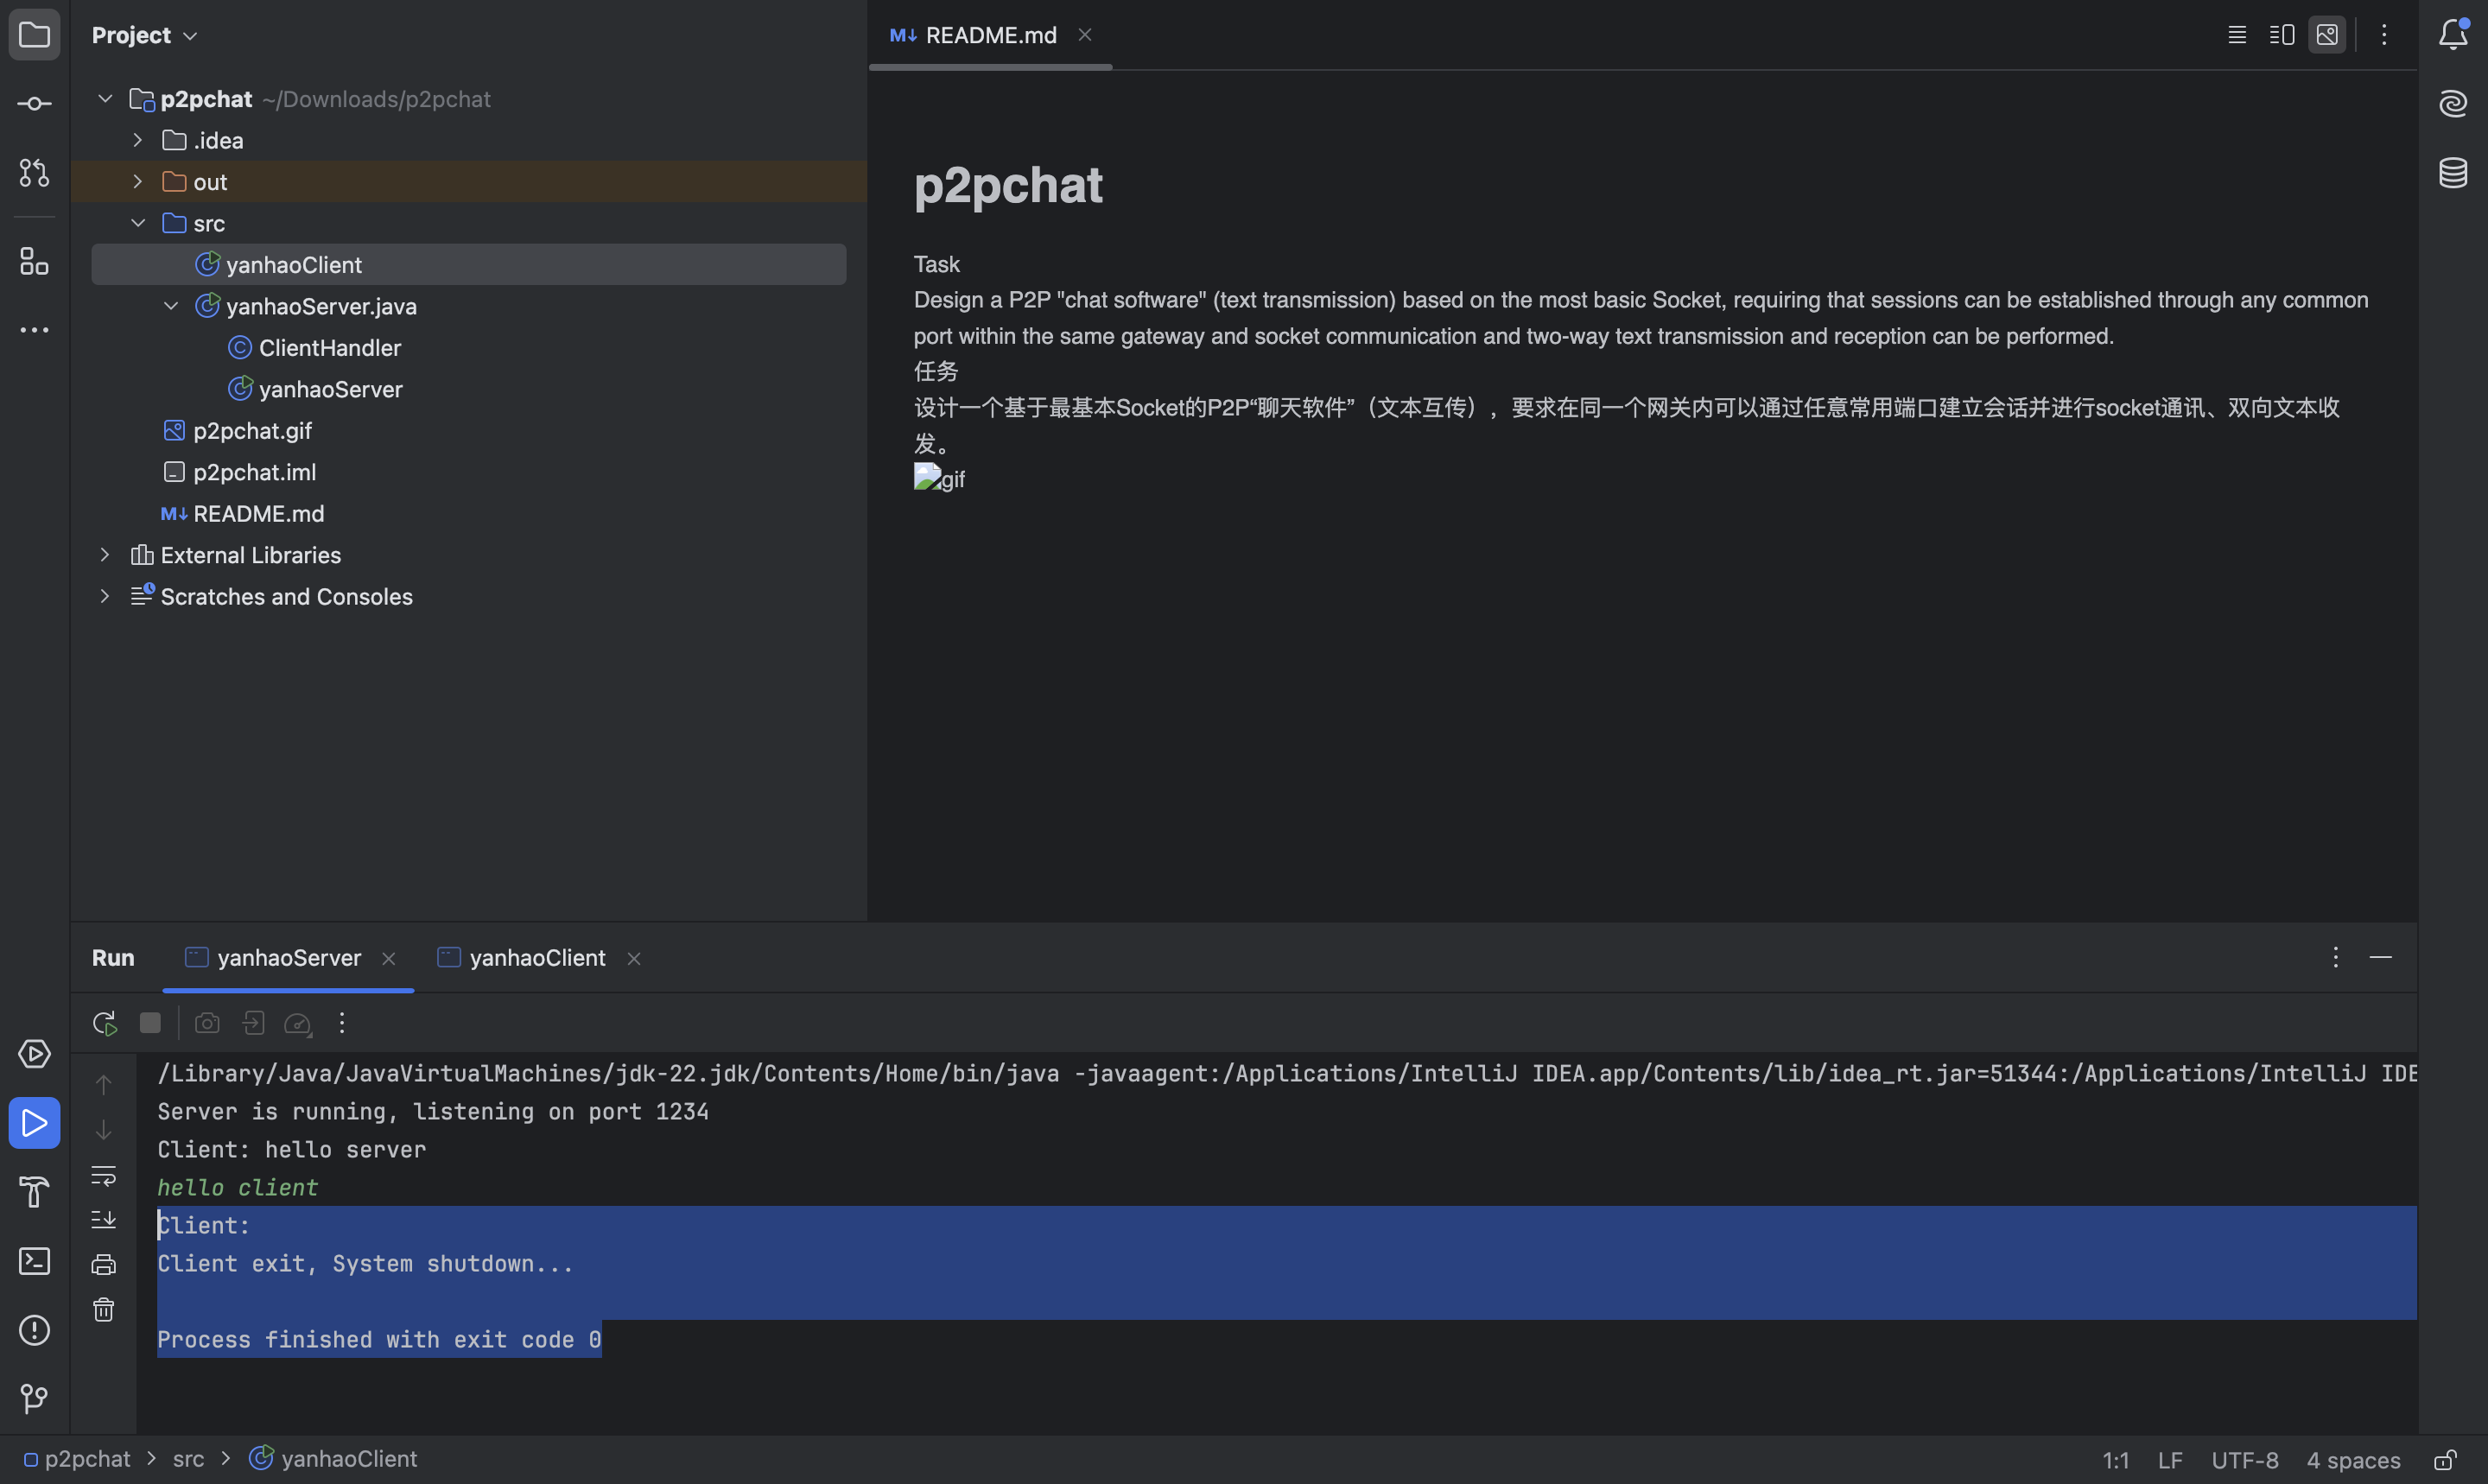 Project
README.md
p2pchat ~/Downloads/p2pchat
.idea
out
src
yanhaoClient
yanhaoServer.java
ClientHandler
yanhaoServer
p2pchat.gif
p2pchat.iml
README.md
External Libraries
Scratches and Consoles
p2pchat
Task
Design a P2P "chat software" (text transmission) based on the most basic Socket, requiring that sessions can be established through any common
port within the same gateway and socket communication and two-way text transmission and reception can be performed.
任务
设计一个基于最基本Socket的P2P“聊天软件”（文本互传），要求在同一个网关内可以通过任意常用端口建立会话并进行socket通讯、双向文本收
发。
gif
Run yanhaoServer yanhaoClient
/Library/Java/JavaVirtualMachines/jdk-22.jdk/Contents/Home/bin/java -javaagent:/Applications/IntelliJ IDEA.app/Contents/lib/idea_rt.jar=51344:/Applications/IntelliJ IDE
Server is running, listening on port 1234
Client: hello server
hello client
Client:
Client exit, System shutdown...
Process finished with exit code 0
p2pchat src yanhaoClient
1:1 LF UTF-8 4 spaces